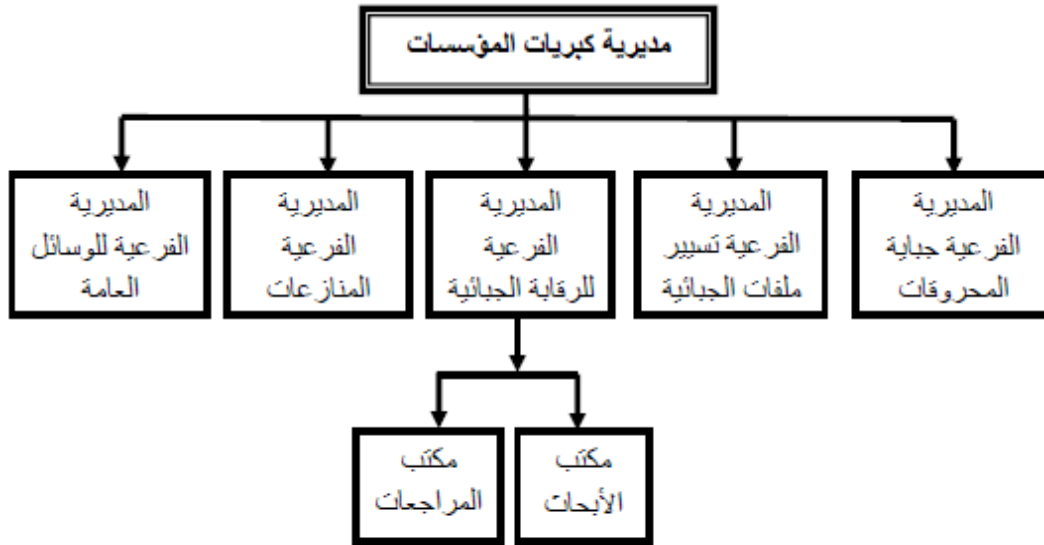 مديرية كبريات المؤسسات
المديرية
الفرعية جباية
المحروقات
المديرية
الفرعية تسيير
ملفات الجبائية
المديرية
الفرعية
للرقابة الجبائية
المديرية
الفرعية
المنازعات
المديرية
الفرعية للوسائل
العامة
مكتب
الأبحاث
مكتب
المراجعات